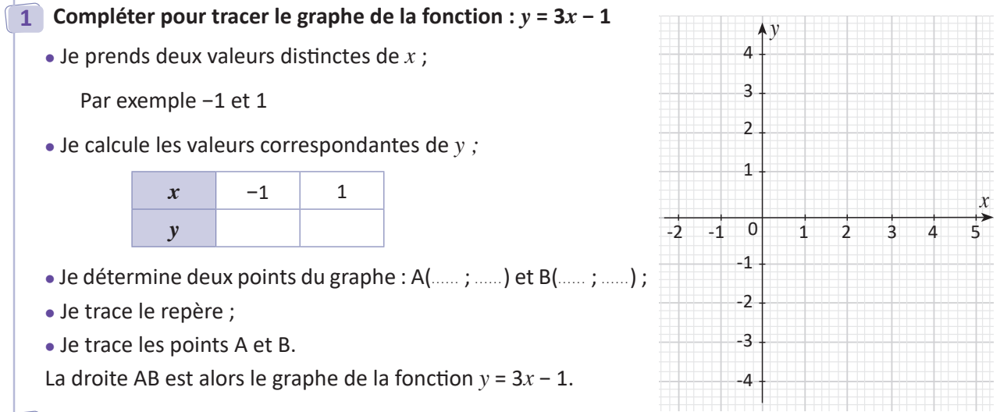 1 Compléter pour tracer le graphe de la fonction : y = 3x − 1
• Je prends deux valeurs distinctes de x ;
Par exemple −1 et 1
• Je calcule les valeurs correspondantes de y ;
x −1 1
y
• Je détermine deux points du graphe : A(...... ; ......) et B(...... ; ......) ;
• Je trace le repère ;
• Je trace les points A et B.
La droite AB est alors le graphe de la fonction y = 3x − 1.
y
4
3
2
1
x
-2 -1 0 1 2 3 4 5
-1
-2
-3
-4